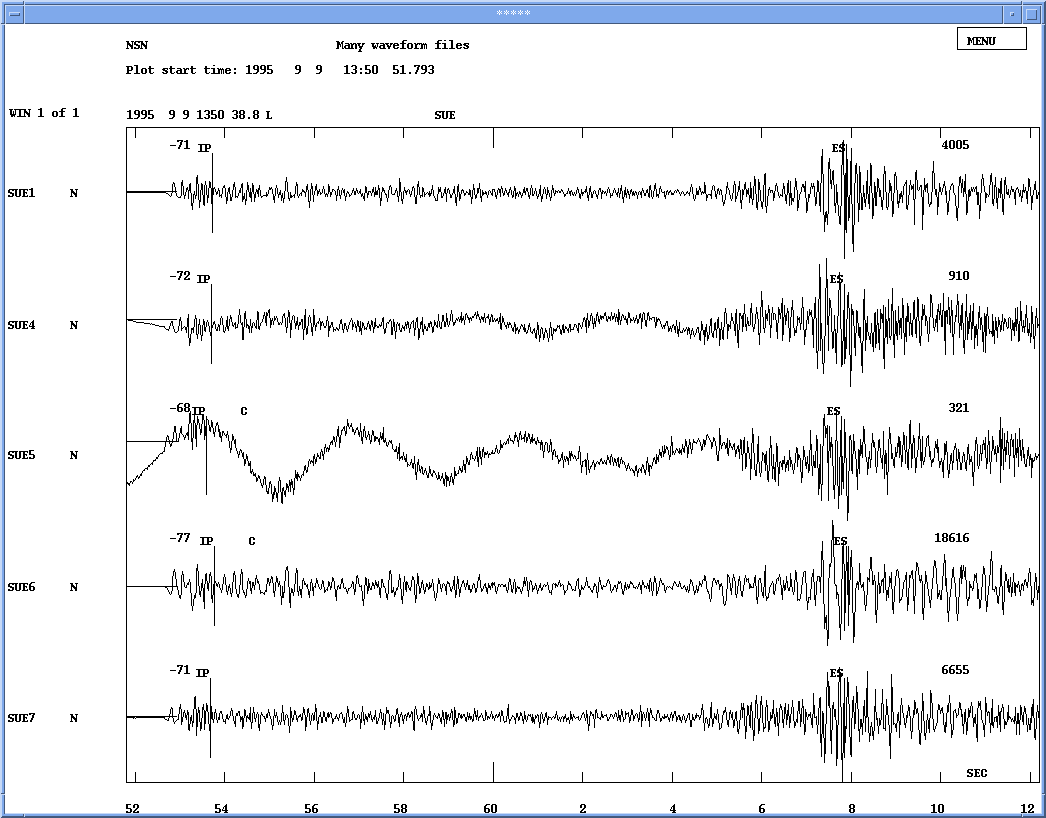 *****
MENU
NSN Many waveform files
Plot start time: 1995 9 9 13:50 51.793
WIN 1 of 1 1995 9 9 1350 38.8 L SUE
-71 IP ES 4005
SUE1 N
-72 IP ES 910
SUE4 N
-68 IP C ES 321
SUE5 N
-77 IP C ES 18616
SUE6 N
-71 IP ES 6655
SUE7 N
SEC
52 54 56 58 60 2 4 6 8 10 12